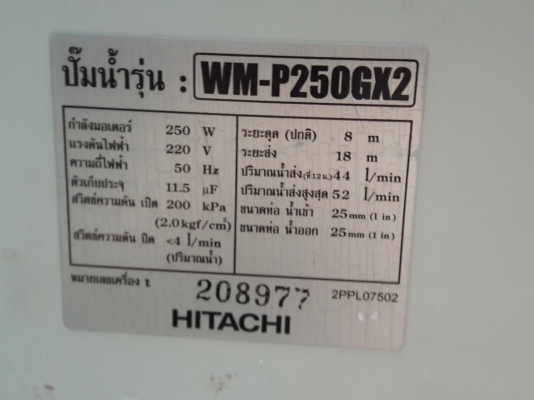 ปั๊มน้ำรุ่น : WM-P250GX2
กำลังมอเตอร์ 250 W
แรงดันไฟฟ้า 220 V
ความถี่ไฟฟ้า 50 Hz
ตัวเก็บประจุ 11.5 µF
สวิตช์ความดัน เปิด 200 kPa
(2.0kgf/cm²)
สวิตช์ความดัน ปิด <4 l/min
(ปริมาณน้ำ)
ระยะดูด (ปกติ) 8 m
ระยะส่ง 18 m
ปริมาณน้ำส่ง(ที่ 12 ม.) 44 l/min
ปริมาณน้ำส่งสูงสุด 52 l/min
ขนาดท่อ น้ำเข้า 25mm (1 in)
ขนาดท่อ น้ำออก 25mm (1 in)
หมายเลขเครื่อง t 208977 2PPL07502
HITACHI